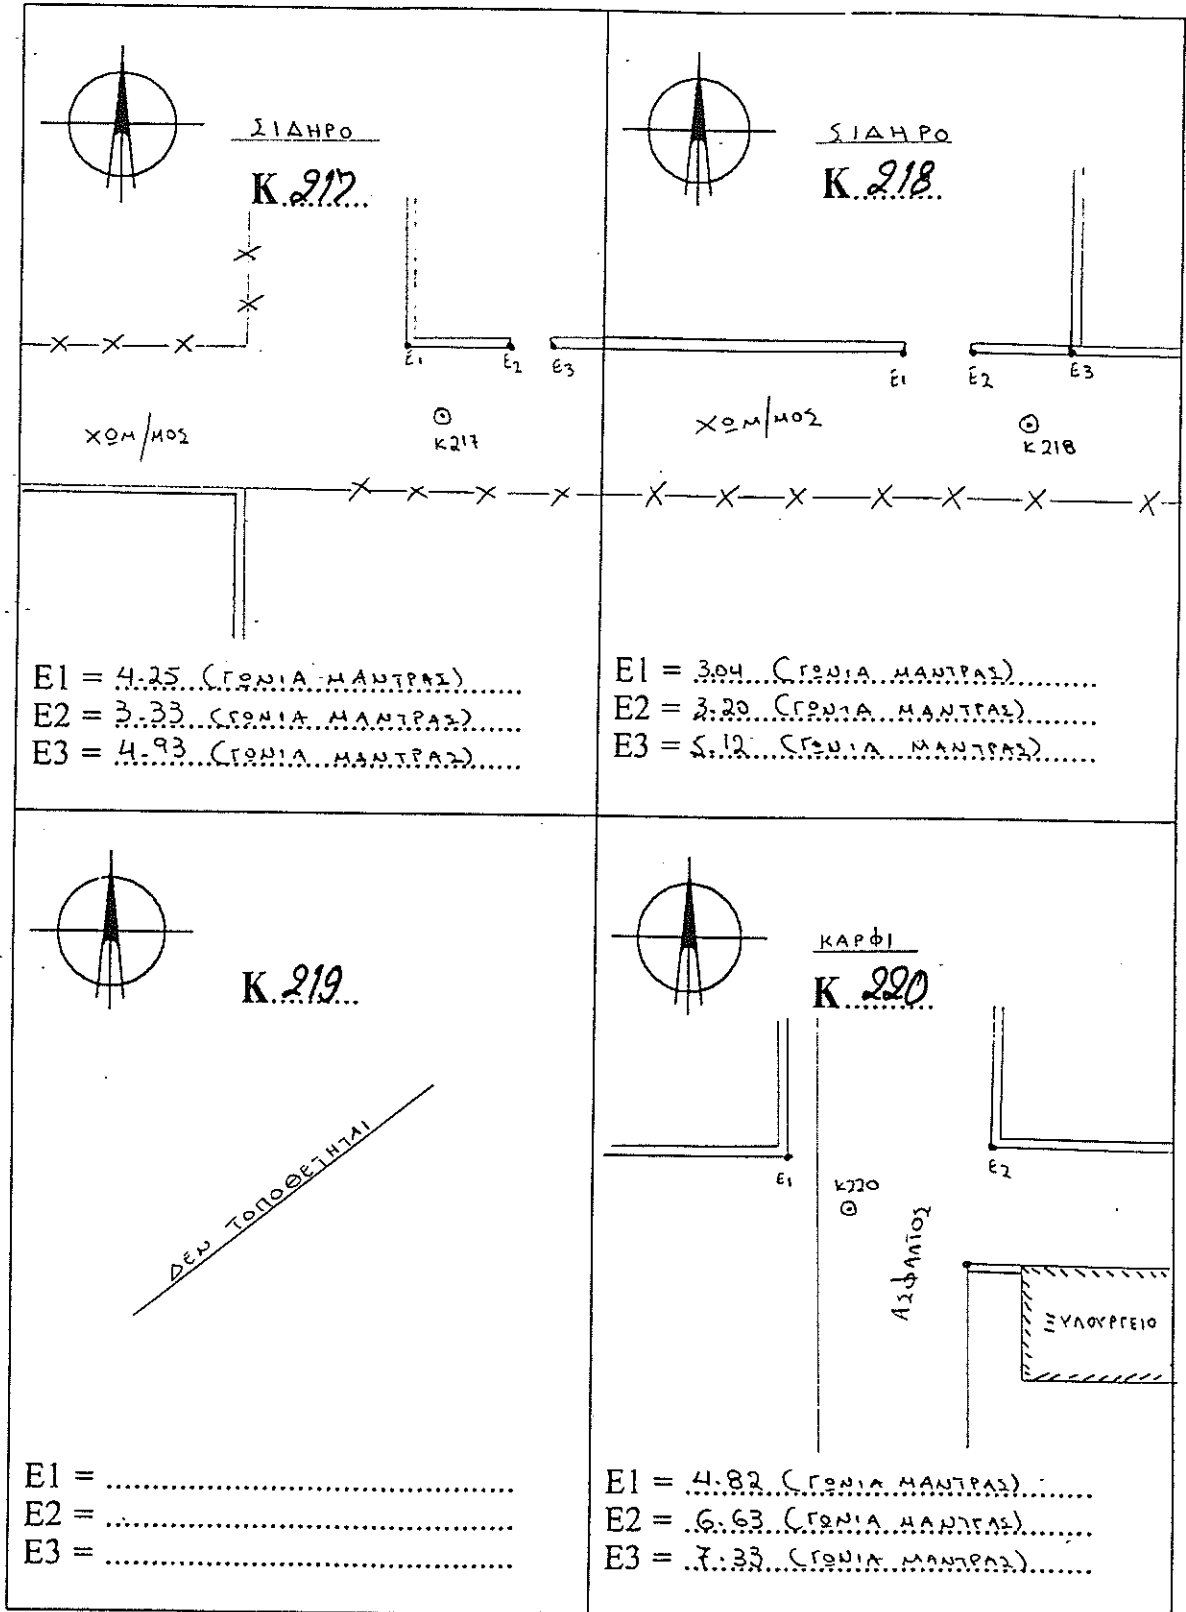 ΣΙΔΗΡΟ
Κ 217
Ε1
Ε2
Ε3
ΧΩΜ/ΜΟΣ
Κ217
Ε1 = 4.25 (ΓΩΝΙΑ ΜΑΝΤΡΑΣ)
Ε2 = 3.33 (ΓΩΝΙΑ ΜΑΝΤΡΑΣ)
Ε3 = 4.93 (ΓΩΝΙΑ ΜΑΝΤΡΑΣ)
ΣΙΔΗΡΟ
Κ 218
Ε1
Ε2
Ε3
ΧΩΜ/ΜΟΣ
Κ218
Ε1 = 3.04 (ΓΩΝΙΑ ΜΑΝΤΡΑΣ)
Ε2 = 3.20 (ΓΩΝΙΑ ΜΑΝΤΡΑΣ)
Ε3 = 5.12 (ΓΩΝΙΑ ΜΑΝΤΡΑΣ)
Κ 219
ΔΕΝ ΤΟΠΟΘΕΤΗΤΑΙ
Ε1 =
Ε2 =
Ε3 =
ΚΑΡΦΙ
Κ 220
Ε1
Κ220
Ε2
ΑΣΦΑΛΤΟΣ
ΞΥΛΟΥΡΓΕΙΟ
Ε1 = 4.82 (ΓΩΝΙΑ ΜΑΝΤΡΑΣ)
Ε2 = 6.63 (ΓΩΝΙΑ ΜΑΝΤΡΑΣ)
Ε3 = 7.33 (ΓΩΝΙΑ ΜΑΝΤΡΑΣ)